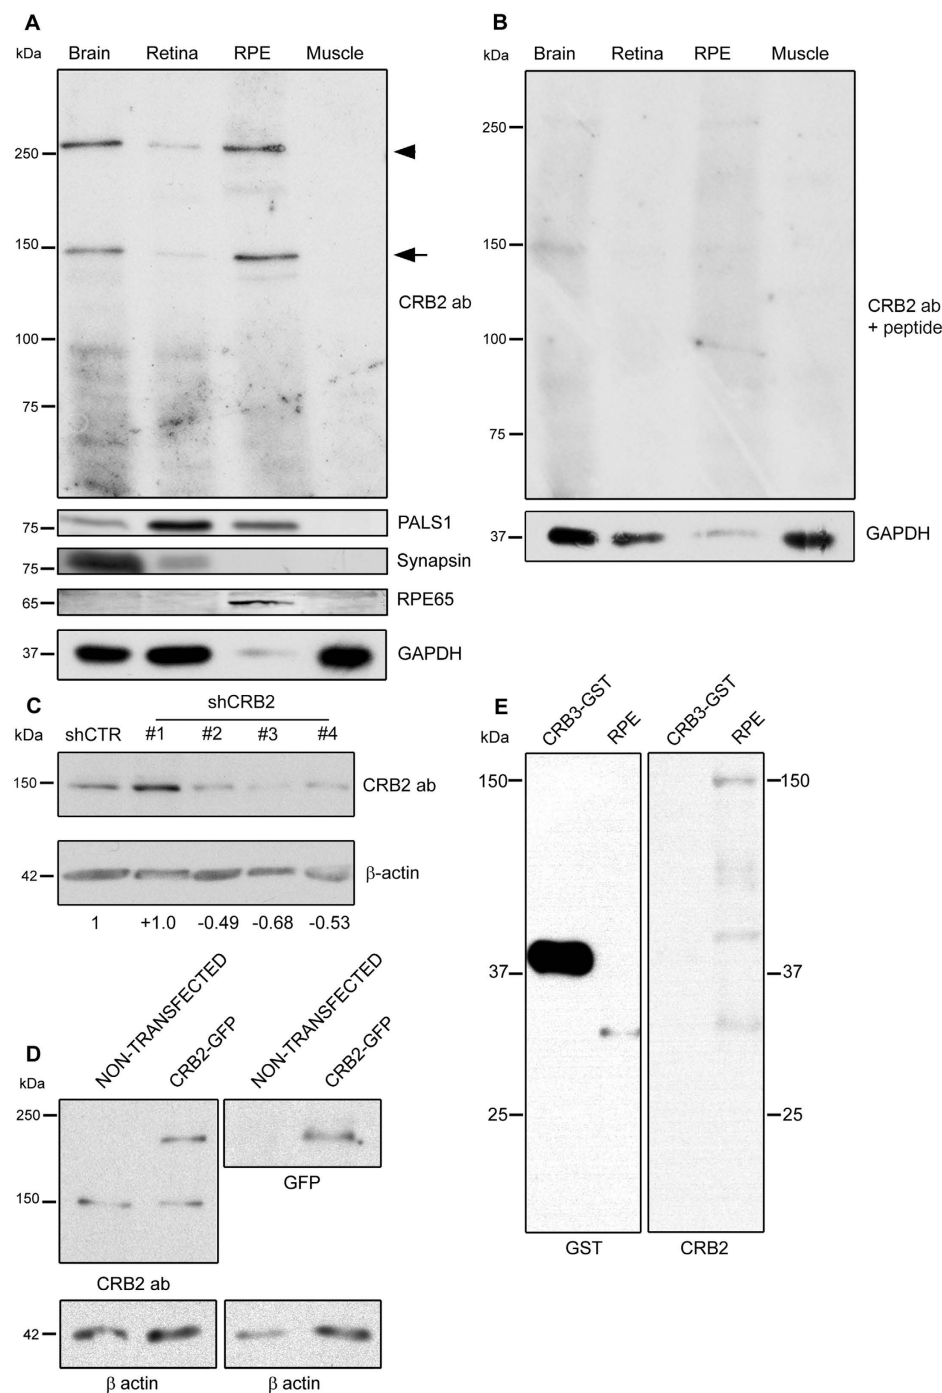 A
kDa Brain Retina RPE Muscle
250
150
CRB2 ab
100
75
75 PALS1
75 Synapsin
65 RPE65
37 GAPDH
B
kDa Brain Retina RPE Muscle
250
150
CRB2 ab
+ peptide
100
75
37 GAPDH
C
shCRB2
kDa shCTR #1 #2 #3 #4
150 CRB2 ab
42 β-actin
1 +1.0 -0.49 -0.68 -0.53
D
NON-TRANSFECTED CRB2-GFP NON-TRANSFECTED CRB2-GFP
kDa
250
GFP
150
CRB2 ab
42
β actin β actin
E
CRB3-GST RPE CRB3-GST RPE
kDa
150 150
37 37
25 25
GST CRB2